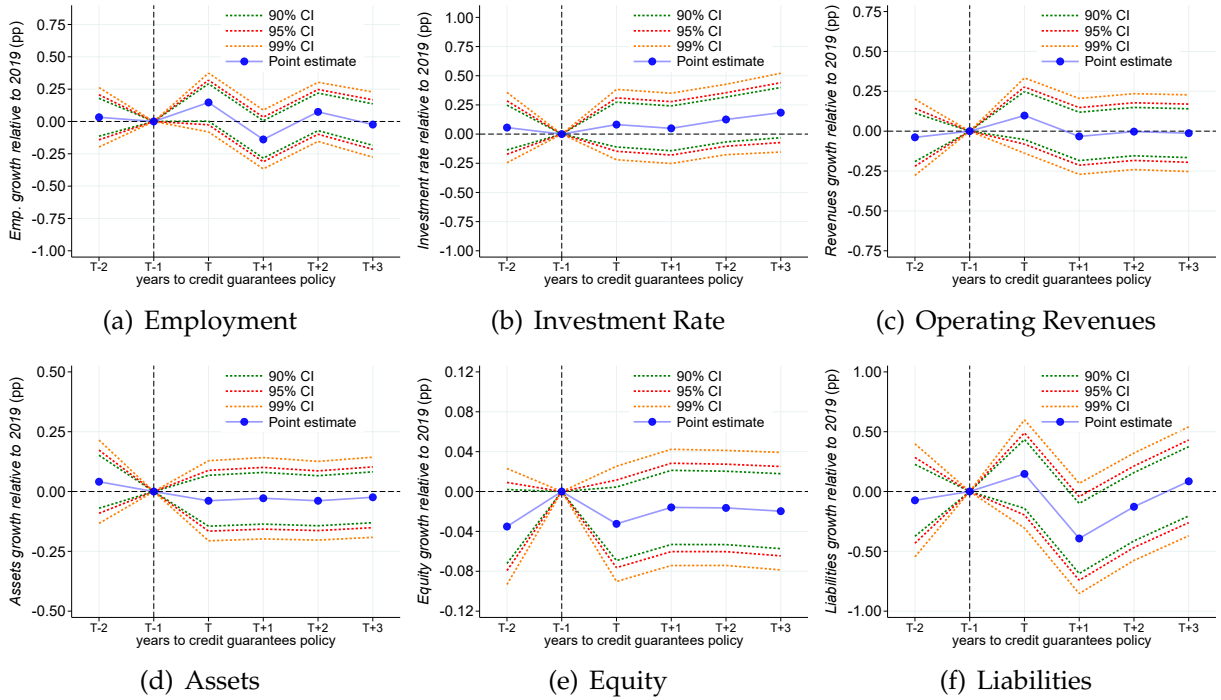 Emp. growth relative to 2019 (pp)
0.75
0.50
0.25
0.00
-0.25
-0.50
-0.75
-1.00
90% CI
95% CI
99% CI
Point estimate
T-2 T-1 T T+1 T+2 T+3
years to credit guarantees policy
(a) Employment
Investment rate relative to 2019 (pp)
1.00
0.75
0.50
0.25
0.00
-0.25
-0.50
-0.75
-1.00
90% CI
95% CI
99% CI
Point estimate
T-2 T-1 T T+1 T+2 T+3
years to credit guarantees policy
(b) Investment Rate
Revenues growth relative to 2019 (pp)
0.75
0.50
0.25
0.00
-0.25
-0.50
-0.75
90% CI
95% CI
99% CI
Point estimate
T-2 T-1 T T+1 T+2 T+3
years to credit guarantees policy
(c) Operating Revenues
Assets growth relative to 2019 (pp)
0.50
0.25
0.00
-0.25
-0.50
90% CI
95% CI
99% CI
Point estimate
T-2 T-1 T T+1 T+2 T+3
years to credit guarantees policy
(d) Assets
Equity growth relative to 2019 (pp)
0.12
0.08
0.04
0.00
-0.04
-0.08
-0.12
90% CI
95% CI
99% CI
Point estimate
T-2 T-1 T T+1 T+2 T+3
years to credit guarantees policy
(e) Equity
Liabilities growth relative to 2019 (pp)
1.00
0.50
0.00
-0.50
-1.00
90% CI
95% CI
99% CI
Point estimate
T-2 T-1 T T+1 T+2 T+3
years to credit guarantees policy
(f) Liabilities